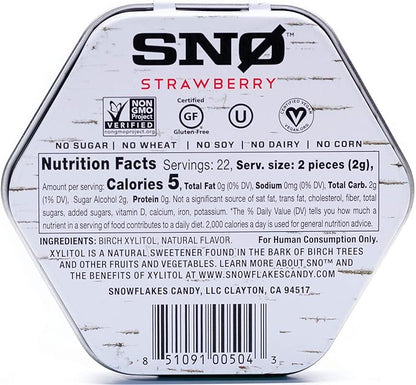 SNØ™
STRAWBERRY
NON
GMO
Project
VERIFIED
nongmoproject.org
Certified
GF
Gluten-Free
U
CERTIFIED VEGAN
VEGAN.ORG
NO SUGAR | NO WHEAT | NO SOY | NO DAIRY | NO CORN
Nutrition Facts Servings: 22, Serv. size: 2 pieces (2g),
Amount per serving: Calories 5, Total Fat 0g (0% DV), Sodium 0mg (0% DV), Total Carb. 2g
(1% DV), Sugar Alcohol 2g, Protein 0g. Not a significant source of sat fat, trans fat, cholesterol, fiber, total
sugars, added sugars, vitamin D, calcium, iron, potassium. *The % Daily Value (DV) tells you how much a
nutrient in a serving of food contributes to a daily diet. 2,000 calories a day is used for general nutrition advice.
INGREDIENTS: BIRCH XYLITOL, NATURAL FLAVOR. For Human Consumption Only.
XYLITOL IS A NATURAL SWEETENER FOUND IN THE BARK OF BIRCH TREES
AND OTHER FRUITS AND VEGETABLES. LEARN MORE ABOUT SNØ™ AND
THE BENEFITS OF XYLITOL AT WWW.SNOWFLAKESCANDY.COM.
SNOWFLAKES CANDY, LLC CLAYTON, CA 94517
8 51091 00504 3